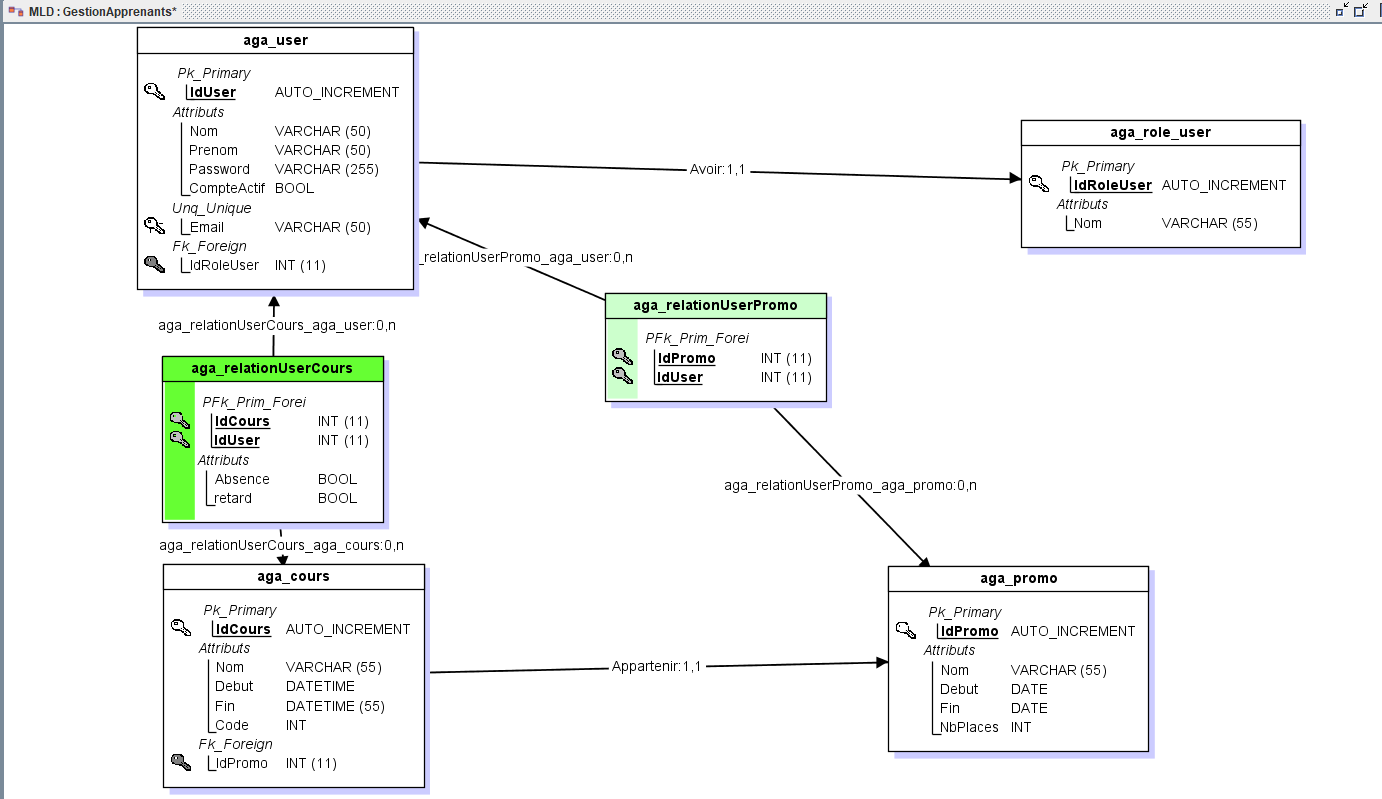 MLD : GestionApprenants*
aga_user
Pk_Primary
IdUser AUTO_INCREMENT
Attributs
Nom VARCHAR (50)
Prenom VARCHAR (50)
Password VARCHAR (255)
CompteActif BOOL
Unq_Unique
Email VARCHAR (50)
Fk_Foreign
IdRoleUser INT (11)
Avoir:1,1
aga_role_user
Pk_Primary
IdRoleUser AUTO_INCREMENT
Attributs
Nom VARCHAR (55)
_relationUserPromo_aga_user:0,n
aga_relationUserPromo
PFk_Prim_Forei
IdPromo INT (11)
IdUser INT (11)
aga_relationUserCours_aga_user:0,n
aga_relationUserCours
PFk_Prim_Forei
IdCours INT (11)
IdUser INT (11)
Attributs
Absence BOOL
retard BOOL
aga_relationUserPromo_aga_promo:0,n
aga_relationUserCours_aga_cours:0,n
aga_cours
Pk_Primary
IdCours AUTO_INCREMENT
Attributs
Nom VARCHAR (55)
Debut DATETIME
Fin DATETIME (55)
Code INT
Fk_Foreign
IdPromo INT (11)
Appartenir:1,1
aga_promo
Pk_Primary
IdPromo AUTO_INCREMENT
Attributs
Nom VARCHAR (55)
Debut DATE
Fin DATE
NbPlaces INT